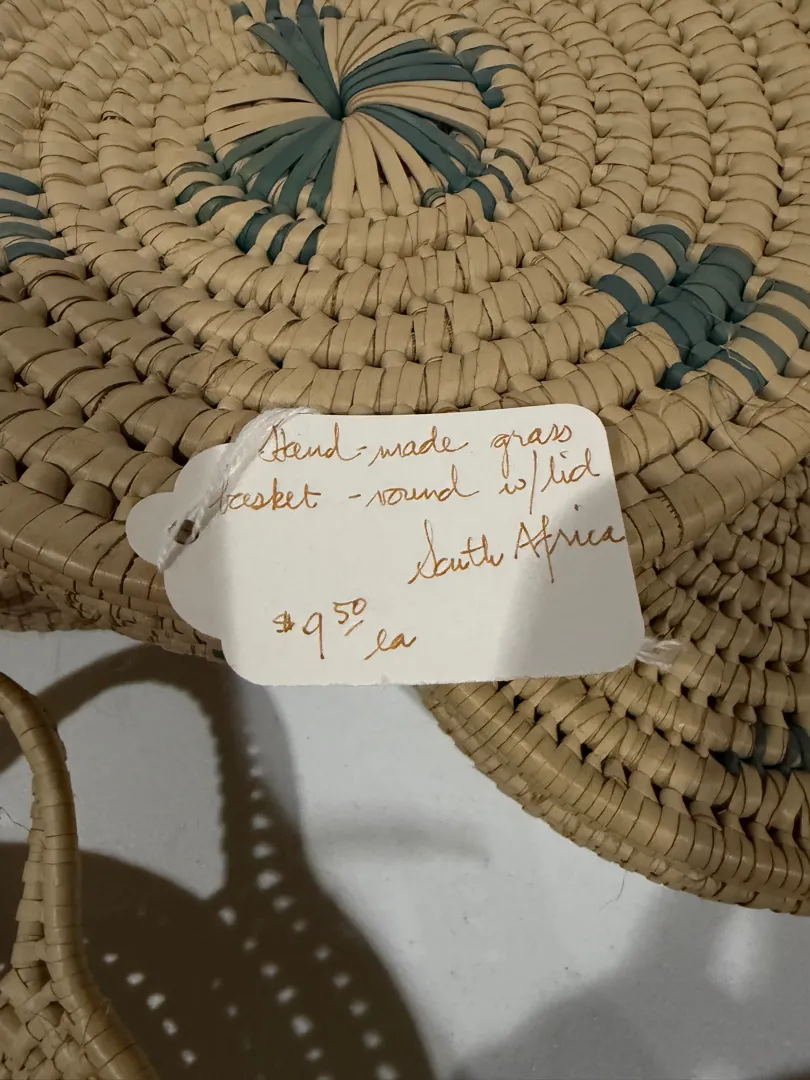 Hand-made grass
basket - round w/lid
South Africa
$9 50 ea